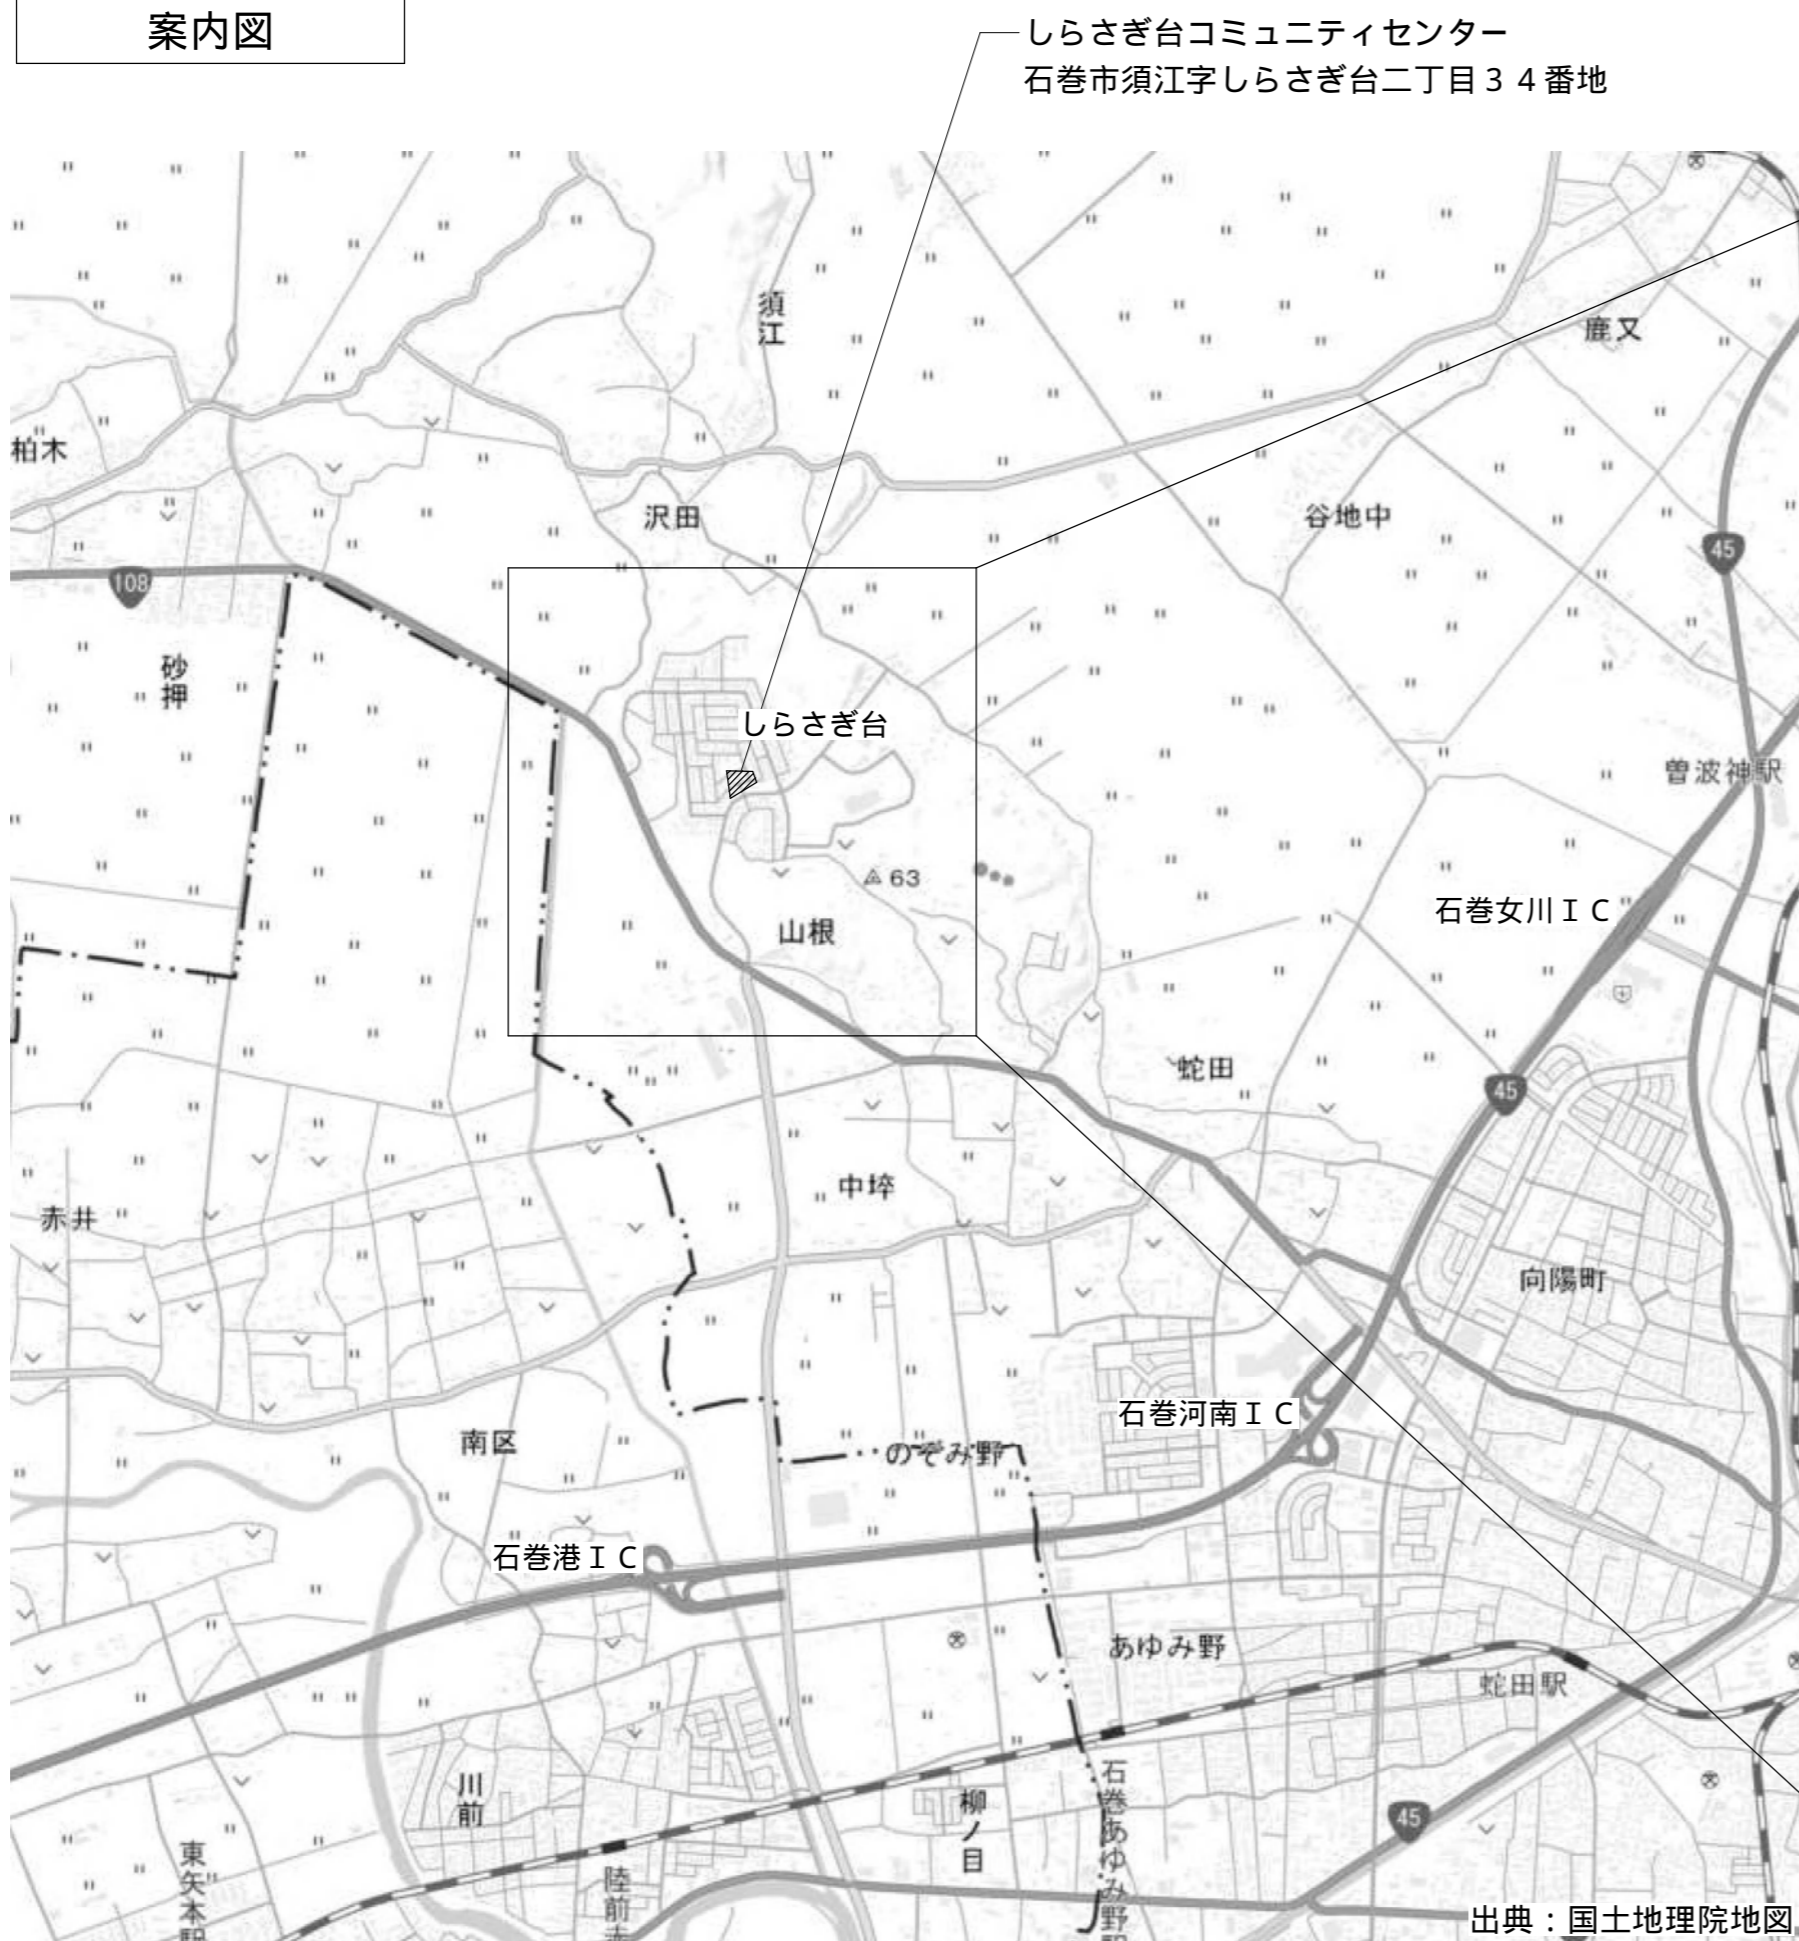 案内図
しらさぎ台コミュニティセンター
石巻市須江字しらさぎ台二丁目３４番地
須江
鹿又
柏木
沢田
谷地中
45
108
砂押
しらさぎ台
曽波神駅
63
石巻女川ＩＣ
山根
蛇田
45
中埣
赤井
向陽町
石巻河南ＩＣ
南区
のぞみ野
石巻港ＩＣ
あゆみ野
蛇田駅
川前
柳ノ目
石巻あゆみ野駅
45
東矢本駅
陸前赤
出典：国土地理院地図